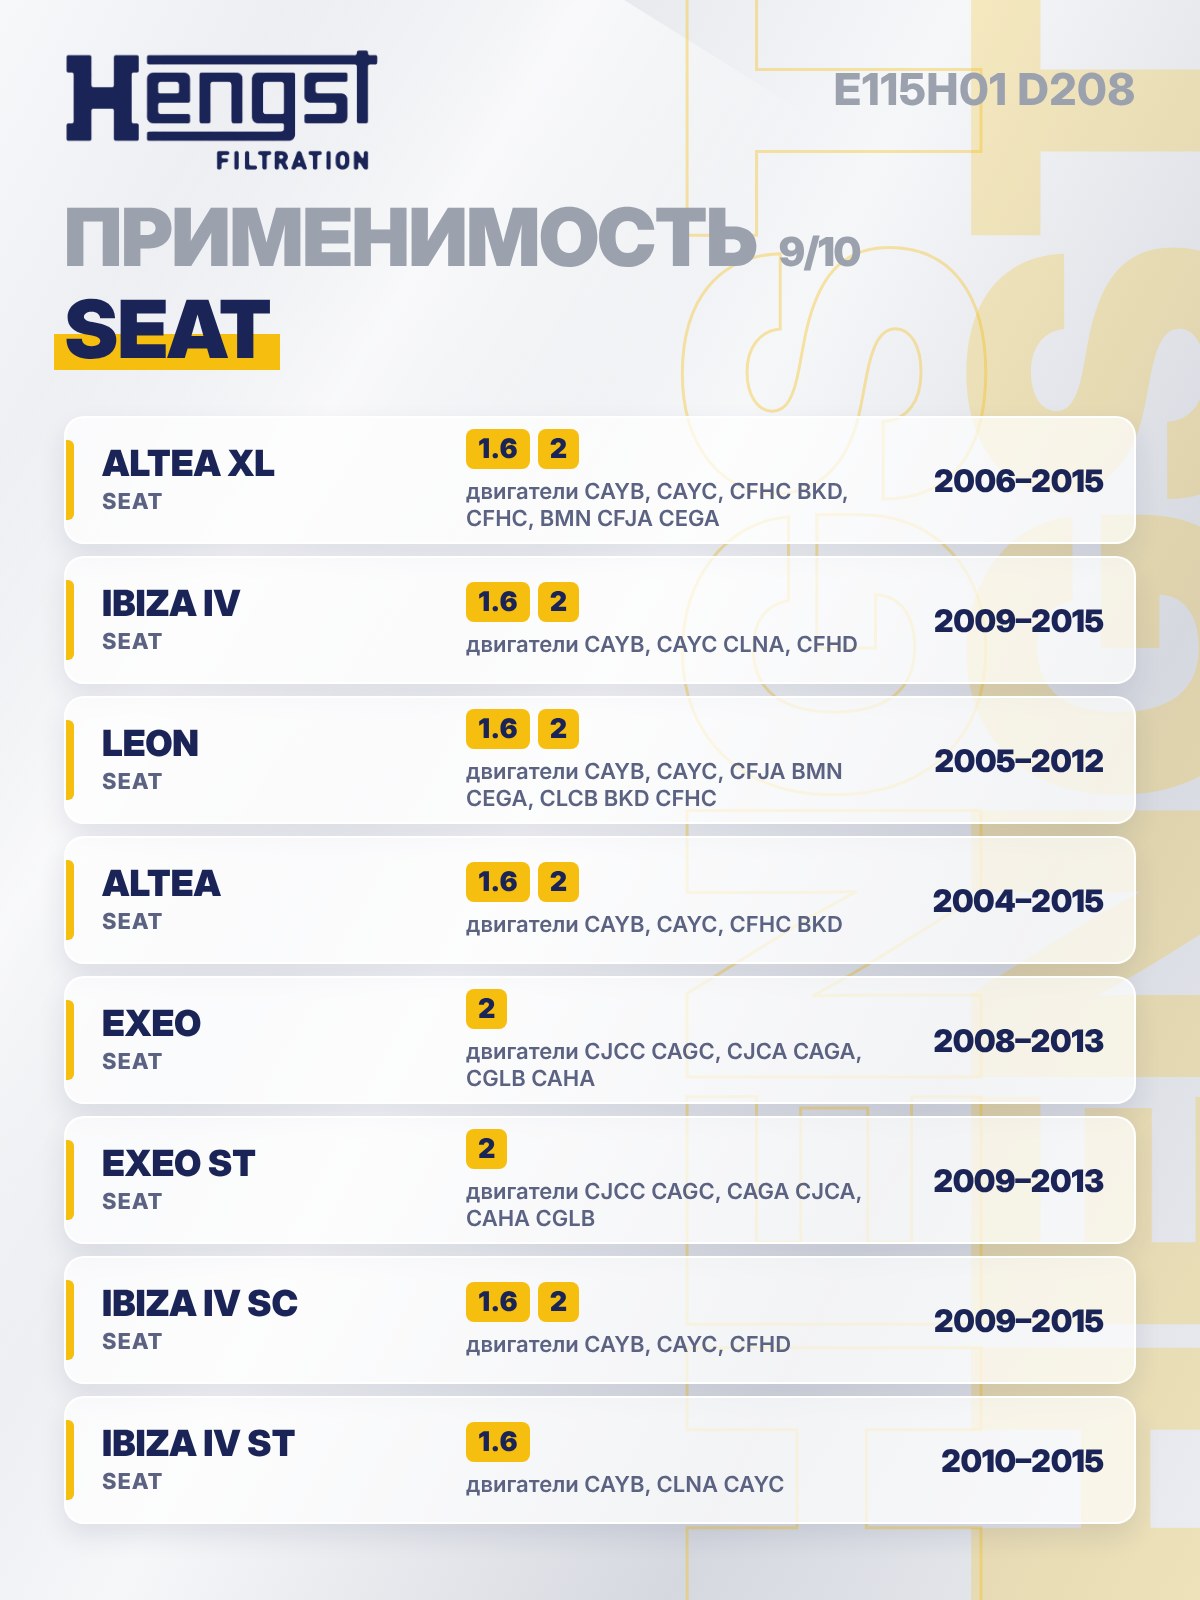 Hengst
FILTRATION
E115H01 D208
ПРИМЕНИМОСТЬ 9/10
SEAT
ALTEA XL
SEAT
1.6 2
двигатели CAYB, CAYC, CFHC BKD,
CFHC, BMN CFJA CEGA
2006–2015
IBIZA IV
SEAT
1.6 2
двигатели CAYB, CAYC CLNA, CFHD
2009–2015
LEON
SEAT
1.6 2
двигатели CAYB, CAYC, CFJA BMN
CEGA, CLCB BKD CFHC
2005–2012
ALTEA
SEAT
1.6 2
двигатели CAYB, CAYC, CFHC BKD
2004–2015
EXEO
SEAT
2
двигатели CJCC CAGC, CJCA CAGA,
CGLB CAHA
2008–2013
EXEO ST
SEAT
2
двигатели CJCC CAGC, CAGA CJCA,
CAHA CGLB
2009–2013
IBIZA IV SC
SEAT
1.6 2
двигатели CAYB, CAYC, CFHD
2009–2015
IBIZA IV ST
SEAT
1.6
двигатели CAYB, CLNA CAYC
2010–2015
HENGST
HENGST